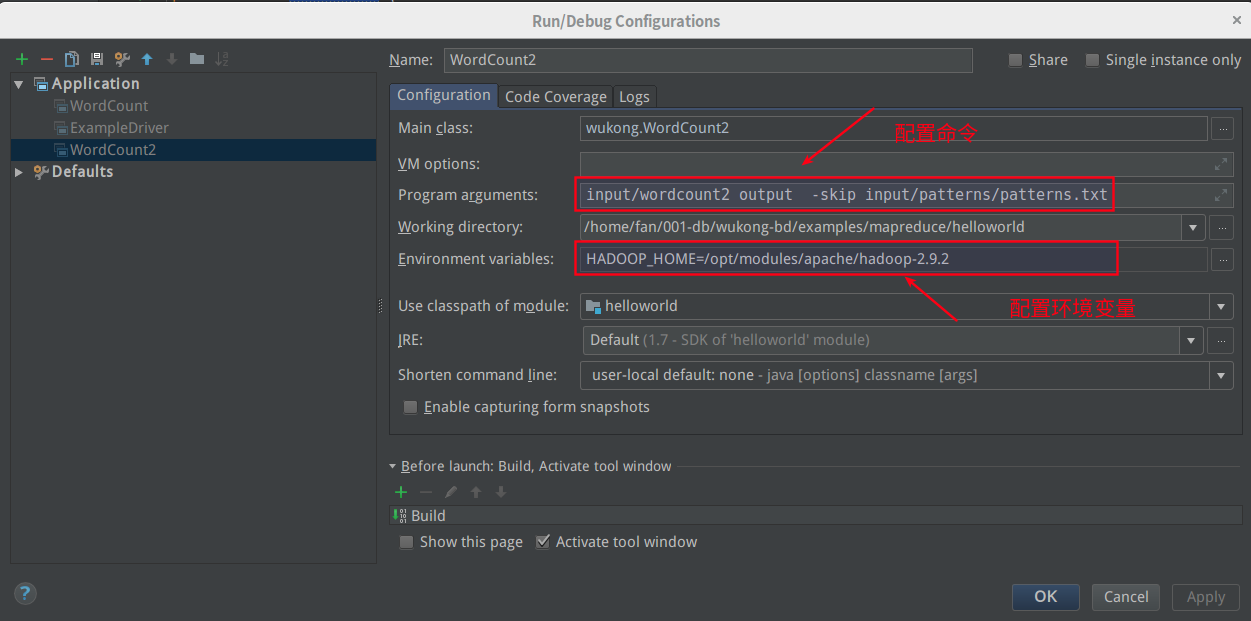 Run/Debug Configurations
Name: WordCount2 Share Single instance only
Application
WordCount
ExampleDriver
WordCount2
Defaults
Configuration Code Coverage Logs
Main class: wukong.WordCount2
配置命令
VM options:
Program arguments: input/wordcount2 output  -skip input/patterns/patterns.txt
Working directory: /home/fan/001-db/wukong-bd/examples/mapreduce/helloworld
Environment variables: HADOOP_HOME=/opt/modules/apache/hadoop-2.9.2
配置环境变量
Use classpath of module: helloworld
JRE: Default (1.7 - SDK of 'helloworld' module)
Shorten command line: user-local default: none - java [options] classname [args]
Enable capturing form snapshots
Before launch: Build, Activate tool window
Build
Show this page Activate tool window
? OK Cancel Apply